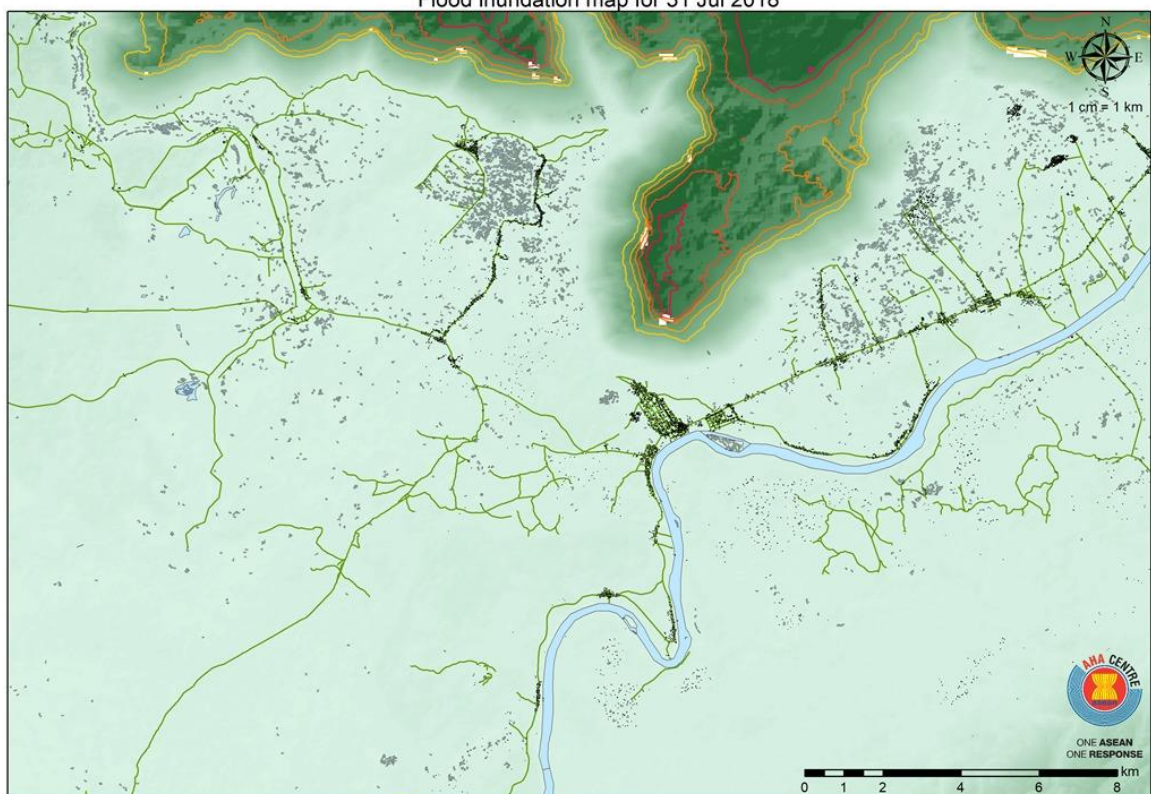 Flood Inundation map for 31 Jul 2018
N
W E
S
1 cm = 1 km
AHA CENTRE
asean
ONE ASEAN
ONE RESPONSE
km
0 1 2 4 6 8